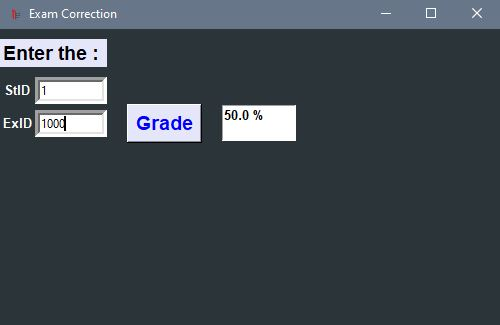 Exam Correction
Enter the :
StID 1
ExID 1000
Grade
50.0 %